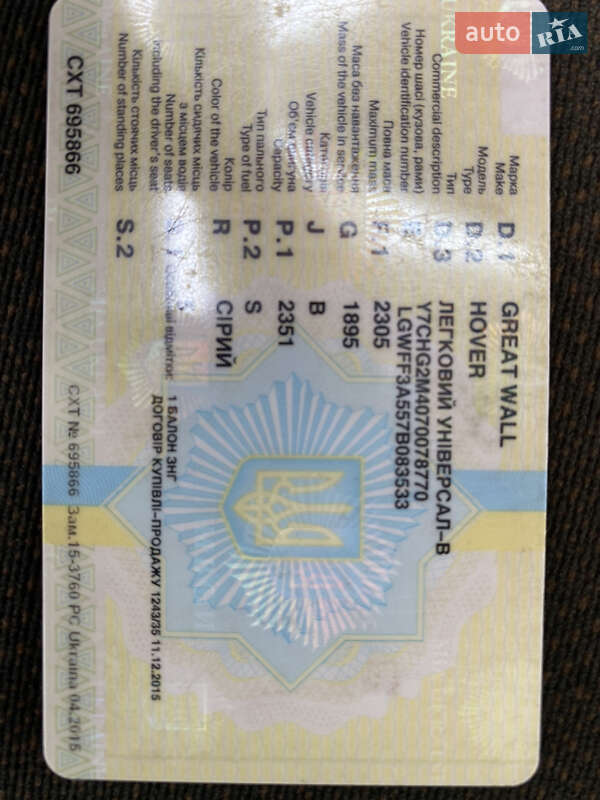 auto RIA .com
UKRAINE
Марка
Make
D.1
GREAT WALL
Модель
Type
D.2
HOVER
Тип
Commercial description
D.3
ЛЕГКОВИЙ УНІВЕРСАЛ-B
Номер шасі (кузова, рами)
Vehicle identification number
E
Y7CHG2M4070078770
LGWFF3A557B083533
Повна маса
Maximum mass
F.1
2305
Маса без навантаження
Mass of the vehicle in service
G
1895
Категорія
Vehicle category
J
B
Об'єм двигуна
Capacity
P.1
2351
Тип пального
Type of fuel
P.2
S
Колір
Color of the vehicle
R
СІРИЙ
Кількість сидячих місць
з місцем водія
Number of seats
including the driver's seat
Кількість стоячих місць
Number of standing places
S.2
відмітки:
1 БАЛОН ЗНГ
ДОГОВІР КУПІВЛІ-ПРОДАЖУ 1243/35 11.12.2015
СХТ 695866
СХТ № 695866 Зам.15-3760 РС Ukraina 04.2015